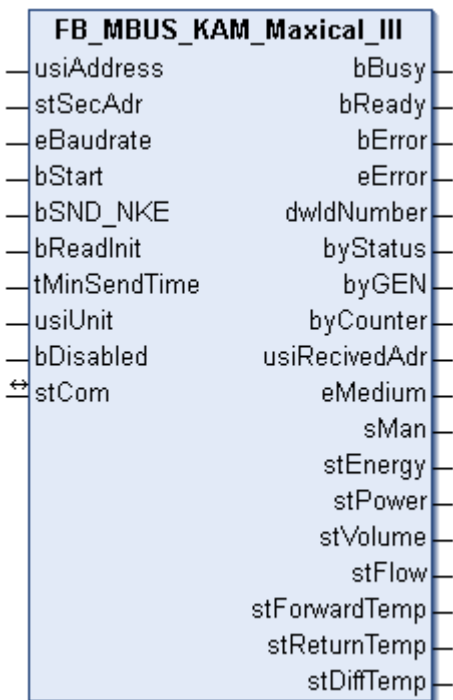 FB_MBUS_KAM_Maxical_III
usiAddress bBusy
stSecAdr bReady
eBaudrate bError
bStart eError
bSND_NKE dwIdNumber
bReadInit byStatus
tMinSendTime byGEN
usiUnit byCounter
bDisabled usiRecivedAdr
stCom eMedium
sMan
stEnergy
stPower
stVolume
stFlow
stForwardTemp
stReturnTemp
stDiffTemp